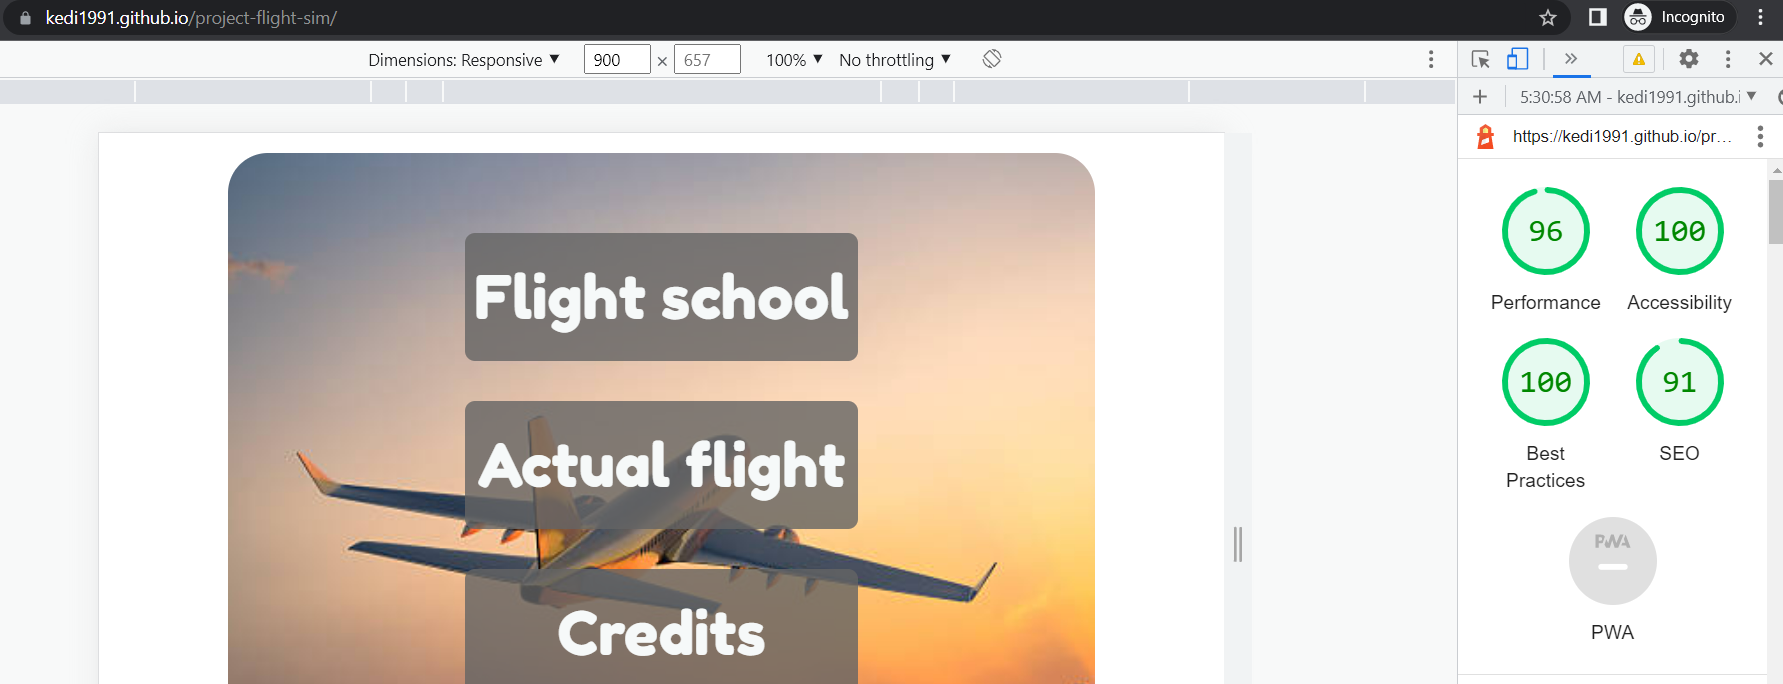 kedi1991.github.io/project-flight-sim/
Incognito
Dimensions: Responsive ▼ 900 × 657 100% ▼ No throttling ▼
5:30:58 AM - kedi1991.github.i
https://kedi1991.github.io/pr...
Flight school
Actual flight
Credits
96
Performance
100
Accessibility
100
Best
Practices
91
SEO
PWA
PWA